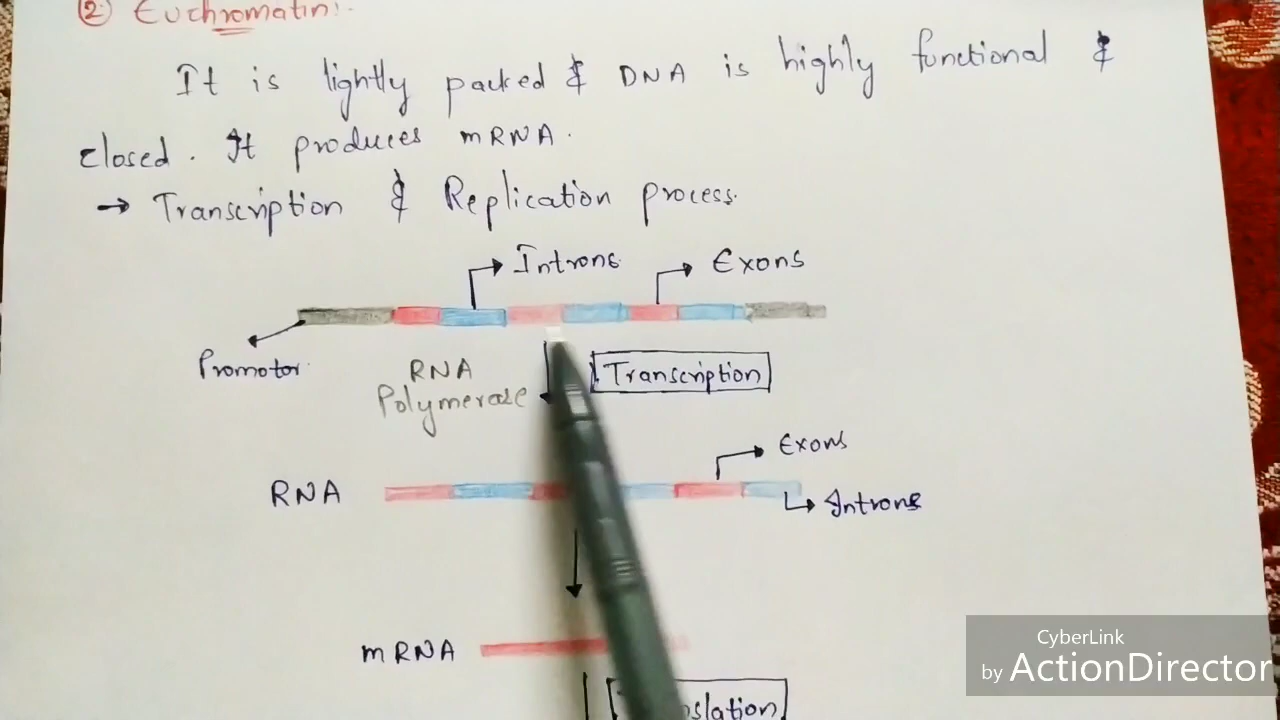 ② Euchromatin:-
It is lightly packed & DNA is highly functional &
closed. It produces mRNA.
→ Transcription & Replication process.
Introns Exons
Promotor
RNA
Polymerase
Transcription
Exons
RNA
Introns
mRNA
CyberLink
by ActionDirector